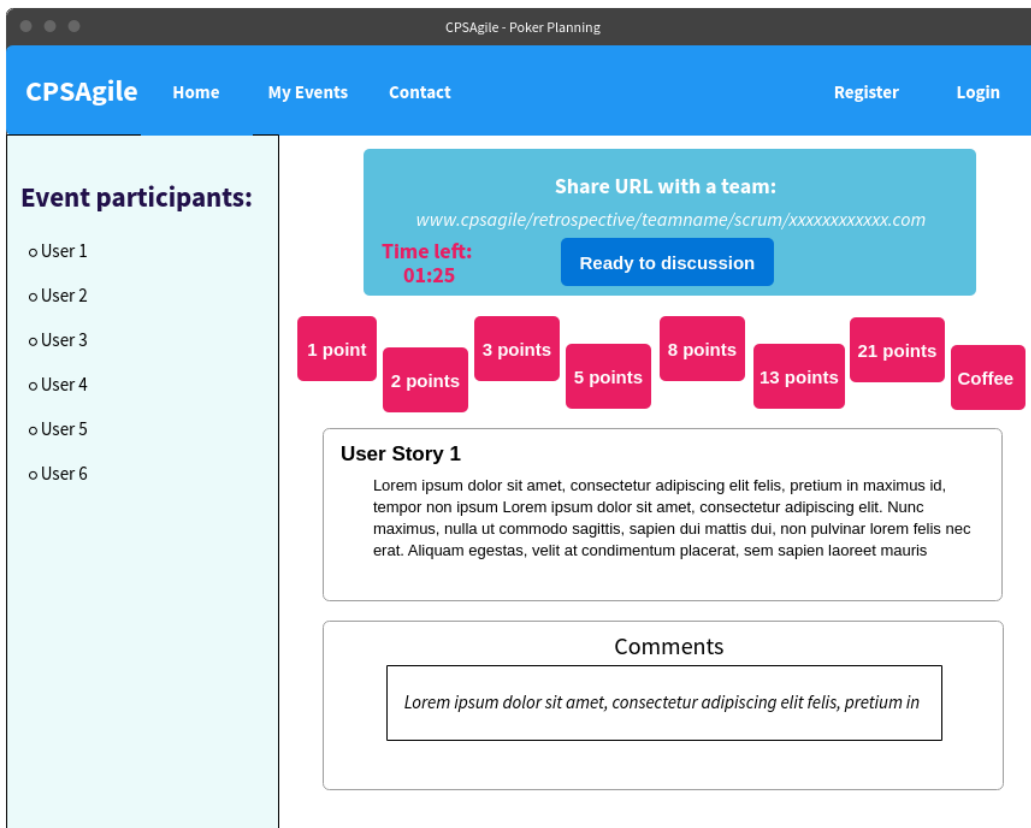 CPSAgile - Poker Planning
CPSAgile Home My Events Contact Register Login
Event participants:
User 1
User 2
User 3
User 4
User 5
User 6
Share URL with a team:
www.cpsagile/retrospective/teamname/scrum/xxxxxxxxxxxx.com
Time left:
01:25
Ready to discussion
1 point
2 points
3 points
5 points
8 points
13 points
21 points
Coffee
User Story 1
Lorem ipsum dolor sit amet, consectetur adipiscing elit felis, pretium in maximus id,
tempor non ipsum Lorem ipsum dolor sit amet, consectetur adipiscing elit. Nunc
maximus, nulla ut commodo sagittis, sapien dui mattis dui, non pulvinar lorem felis nec
erat. Aliquam egestas, velit at condimentum placerat, sem sapien laoreet mauris
Comments
Lorem ipsum dolor sit amet, consectetur adipiscing elit felis, pretium in